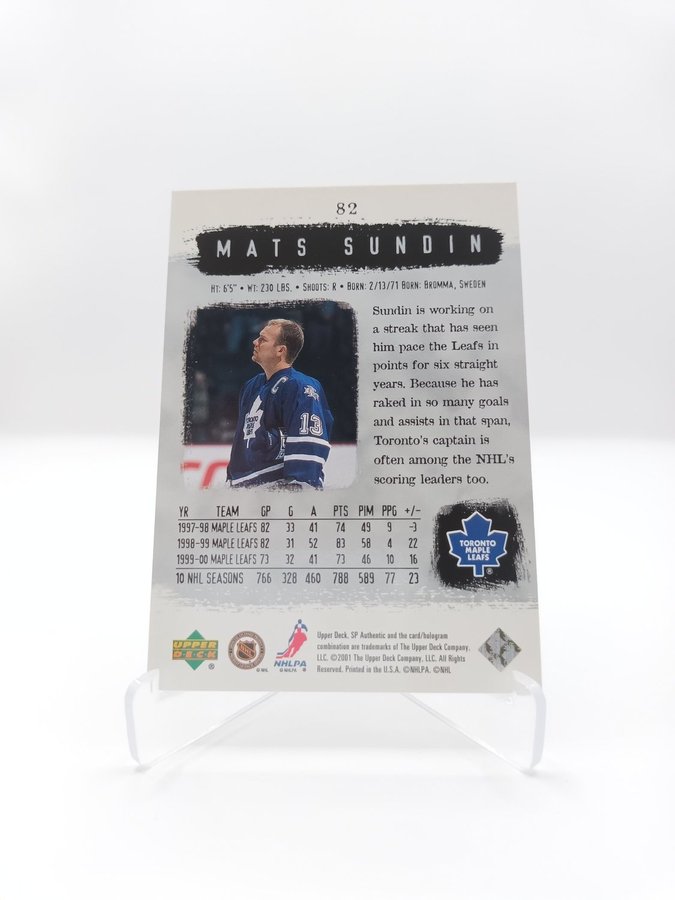 82
MATS SUNDIN
HT: 6'5" • WT: 230 LBS. • SHOOTS: R • BORN: 2/13/71 BORN: BROMMA, SWEDEN
Sundin is working on
a streak that has seen
him pace the Leafs in
points for six straight
years. Because he has
raked in so many goals
and assists in that span,
Toronto's captain is
often among the NHL's
scoring leaders too.
C
13
YR TEAM GP G A PTS PIM PPG +/-
1997-98 MAPLE LEAFS 82 33 41 74 49 9 -3
1998-99 MAPLE LEAFS 82 31 52 83 58 4 22
1999-00 MAPLE LEAFS 73 32 41 73 46 10 16
10 NHL SEASONS 766 328 460 788 589 77 23
TORONTO
MAPLE
LEAFS
®
UPPER
DECK
®
©NHL
NHLPA
©NHLPA ®
Upper Deck, SP Authentic and the card/hologram
combination are trademarks of The Upper Deck Company,
LLC. ©2001 The Upper Deck Company, LLC. All Rights
Reserved. Printed in the U.S.A. ©NHLPA. ©NHL